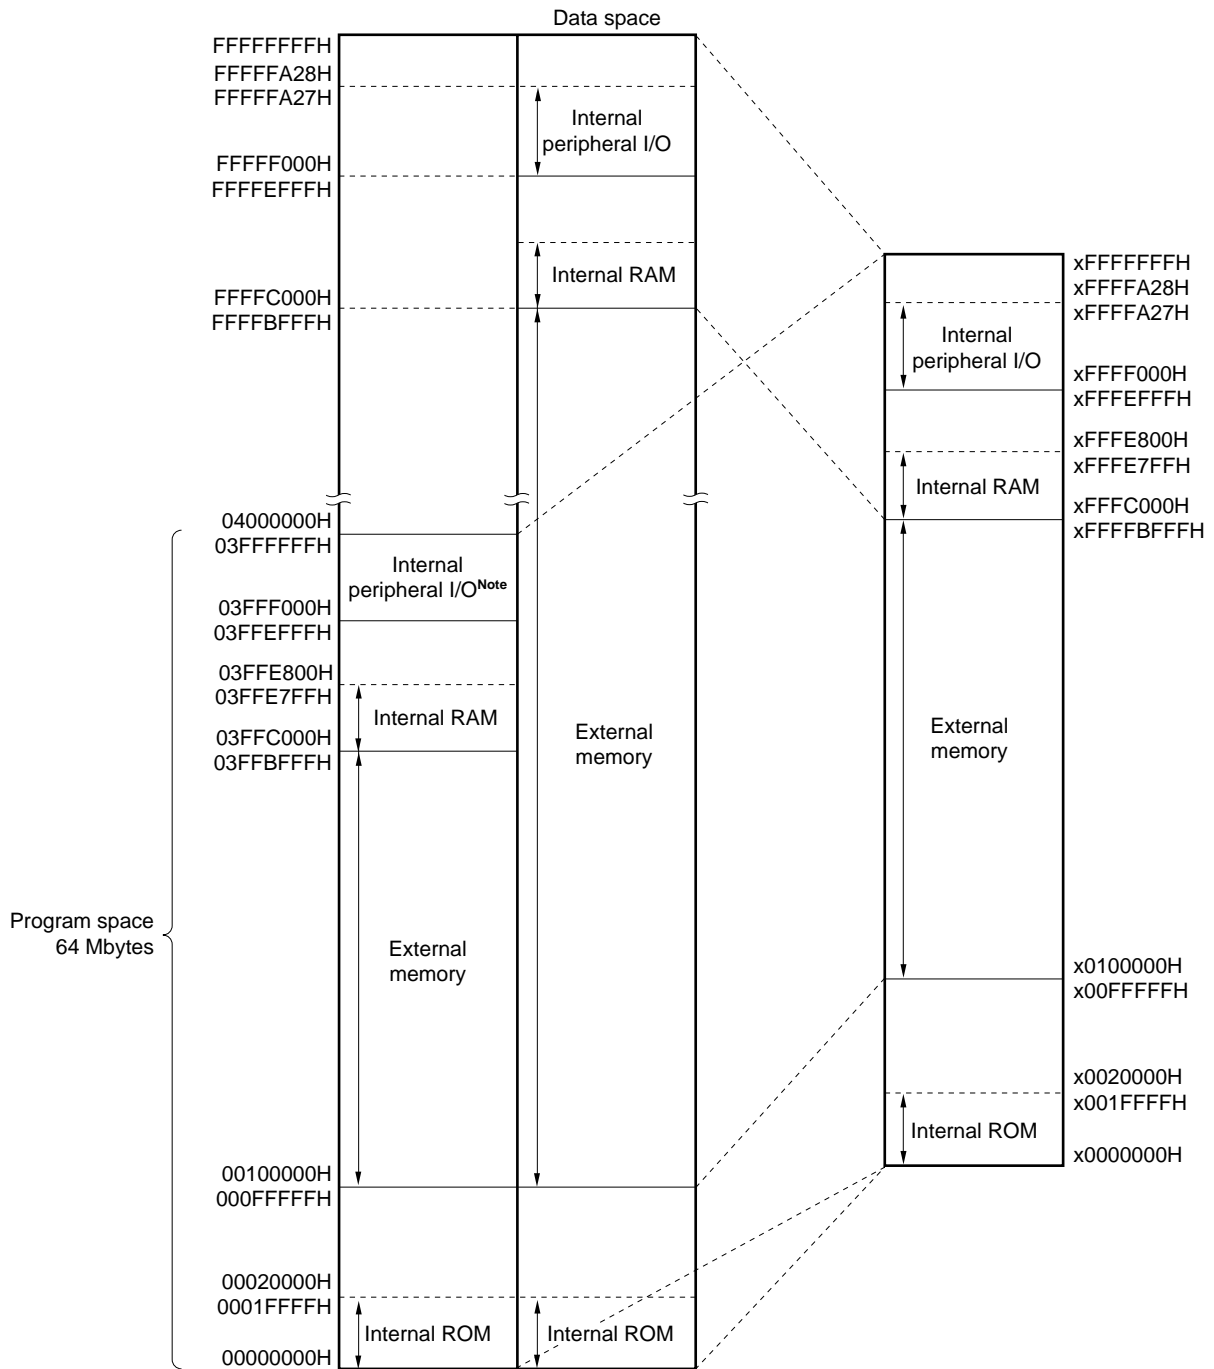 Data space
FFFFFFFFH
FFFFFA28H
FFFFFA27H
Internal
peripheral I/O
FFFFF000H
FFFFEFFFH
Internal RAM
FFFFC000H
FFFFBFFFH
04000000H
03FFFFFFH
Internal
peripheral I/ONote
03FFF000H
03FFEFFFH
03FFE800H
03FFE7FFH
Internal RAM
03FFC000H
03FFBFFFH
External
memory
Program space
64 Mbytes
External
memory
00100000H
000FFFFFH
00020000H
0001FFFFH
Internal ROM
Internal ROM
00000000H
xFFFFFFFH
xFFFFA28H
xFFFFA27H
Internal
peripheral I/O
xFFFF000H
xFFFEFFFH
xFFFE800H
xFFFE7FFH
Internal RAM
xFFFC000H
xFFFFBFFFH
External
memory
x0100000H
x00FFFFFH
x0020000H
x001FFFFH
Internal ROM
x0000000H